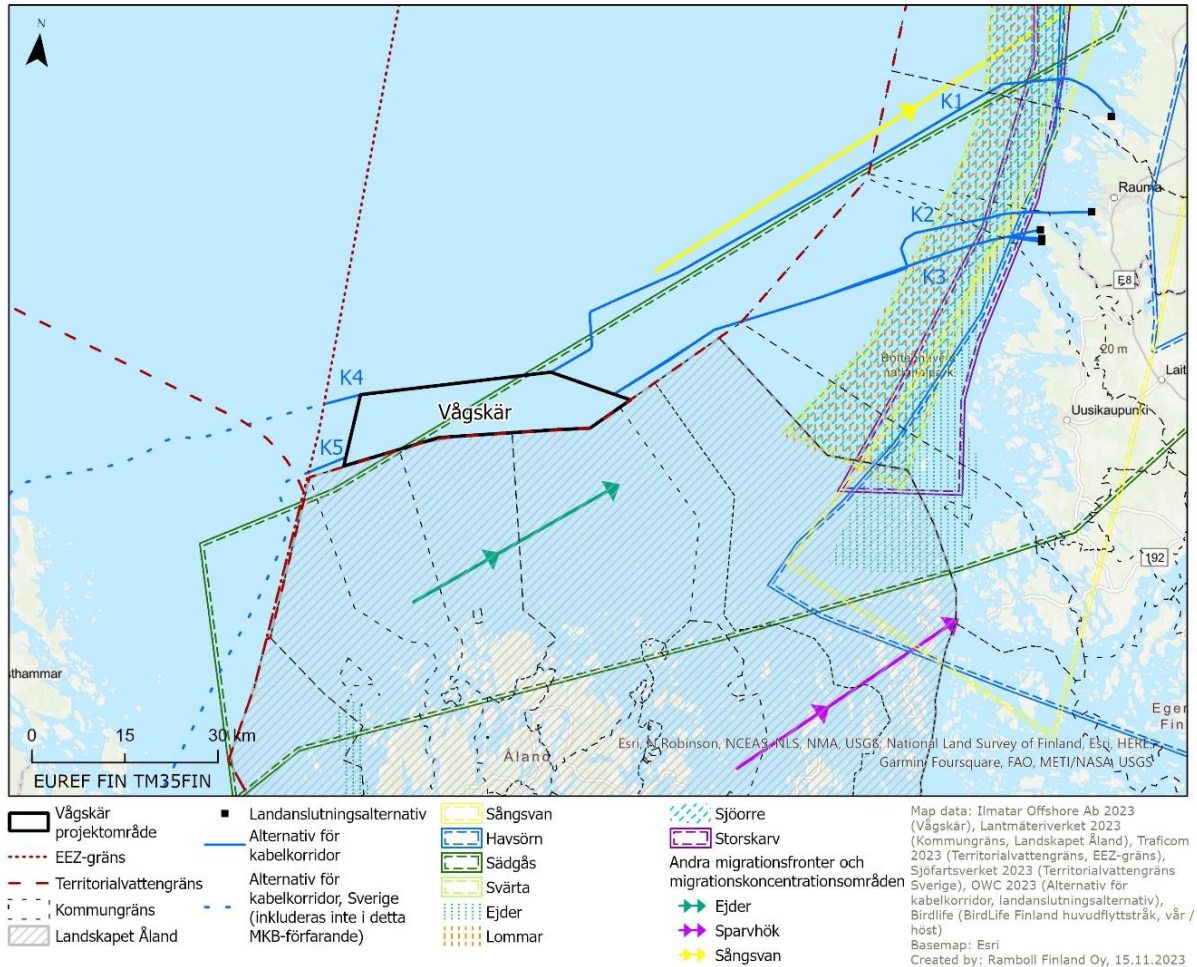 N
K1
Rauma
K2
K3
E8
20 m
Lait
K4
Vågskär
Uusikaupunki
K5
192
sthammar
0 15 30 km
Åland
Eger
Fin
Esri, N Robinson, NCEAS, NLS, NMA, USGS, National Land Survey of Finland, Esri, HERE,
Garmin, Foursquare, FAO, METI/NASA, USGS
EUREF FIN TM35FIN
Vågskär
projektområde
EEZ-gräns
Territorialvattengräns
Kommungräns
Landskapet Åland
Landanslutningsalternativ
Alternativ för
kabelkorridor
Alternativ för
kabelkorridor, Sverige
(inkluderas inte i detta
MKB-förfarande)
Sångsvan
Havsörn
Sädgås
Svärta
Ejder
Lommar
Sjöorre
Storskarv
Andra migrationsfronter och
migrationskoncentrationsområden
Ejder
Sparvhök
Sångsvan
Map data: Ilmatar Offshore Ab 2023
(Vågskär), Lantmäteriverket 2023
(Kommungräns, Landskapet Åland), Traficom
2023 (Territorialvattengräns, EEZ-gräns),
Sjöfartsverket 2023 (Territorialvattengräns
Sverige), OWC 2023 (Alternativ för
kabelkorridor, landanslutningsalternativ),
Birdlife (BirdLife Finland huvudflyttstråk, vår /
höst)
Basemap: Esri
Created by: Ramboll Finland Oy, 15.11.2023